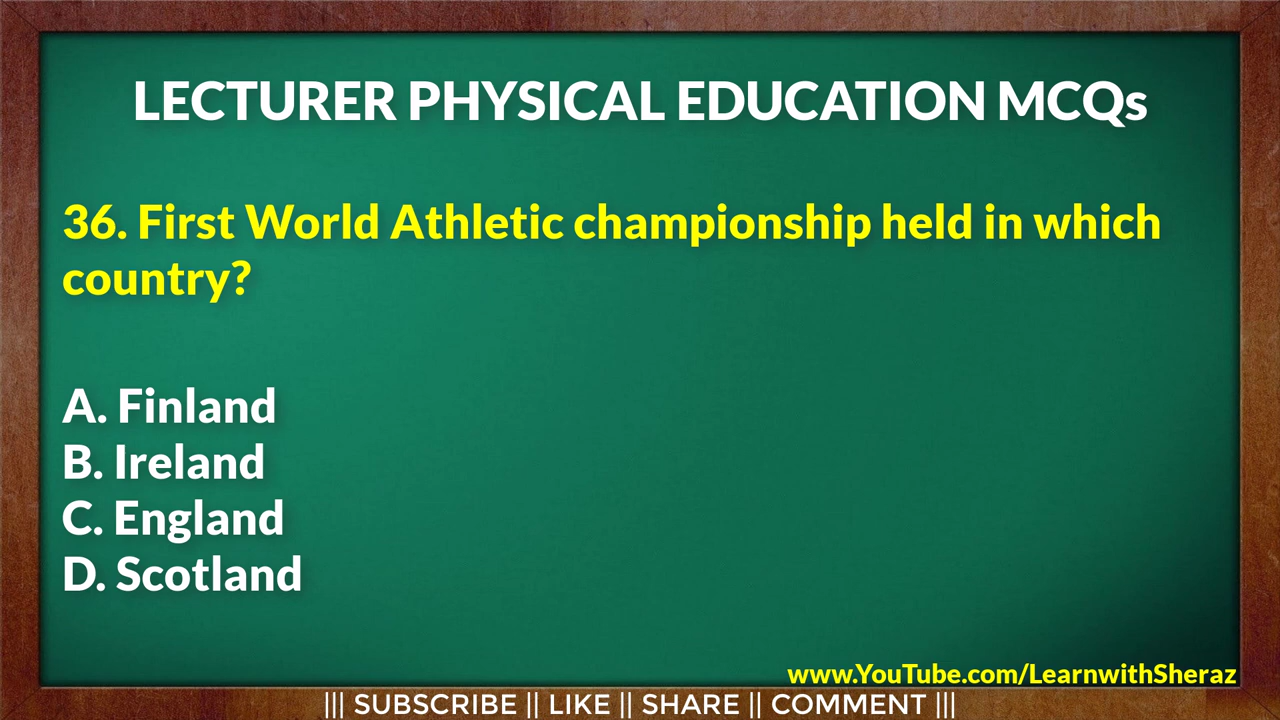 LECTURER PHYSICAL EDUCATION MCQs
36. First World Athletic championship held in which
country?
A. Finland
B. Ireland
C. England
D. Scotland
www.YouTube.com/LearnwithSheraz
||| SUBSCRIBE || LIKE || SHARE || COMMENT |||